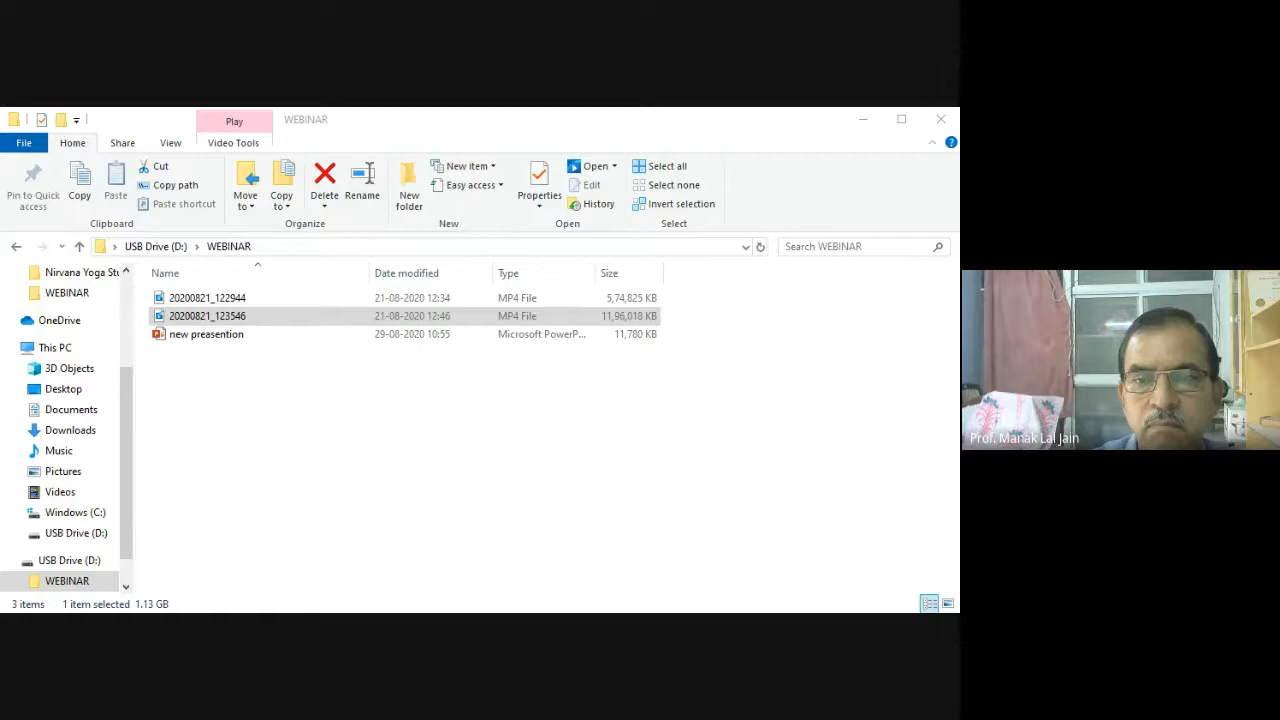 Play
WEBINAR
File
Home
Share
View
Video Tools
Pin to Quick access
Copy
Paste
Cut
Copy path
Paste shortcut
Clipboard
Move to
Copy to
Delete
Rename
Organize
New folder
New item
Easy access
New
Properties
Open
Edit
History
Open
Select all
Select none
Invert selection
Select
USB Drive (D:) WEBINAR
Search WEBINAR
Nirvana Yoga Stu
WEBINAR
OneDrive
This PC
3D Objects
Desktop
Documents
Downloads
Music
Pictures
Videos
Windows (C:)
USB Drive (D:)
USB Drive (D:)
WEBINAR
Name Date modified Type Size
20200821_122944 21-08-2020 12:34 MP4 File 5,74,825 KB
20200821_123546 21-08-2020 12:46 MP4 File 11,96,018 KB
new preasention 29-08-2020 10:55 Microsoft PowerP... 11,780 KB
3 items 1 item selected 1.13 GB
Prof. Manak Lal Jain